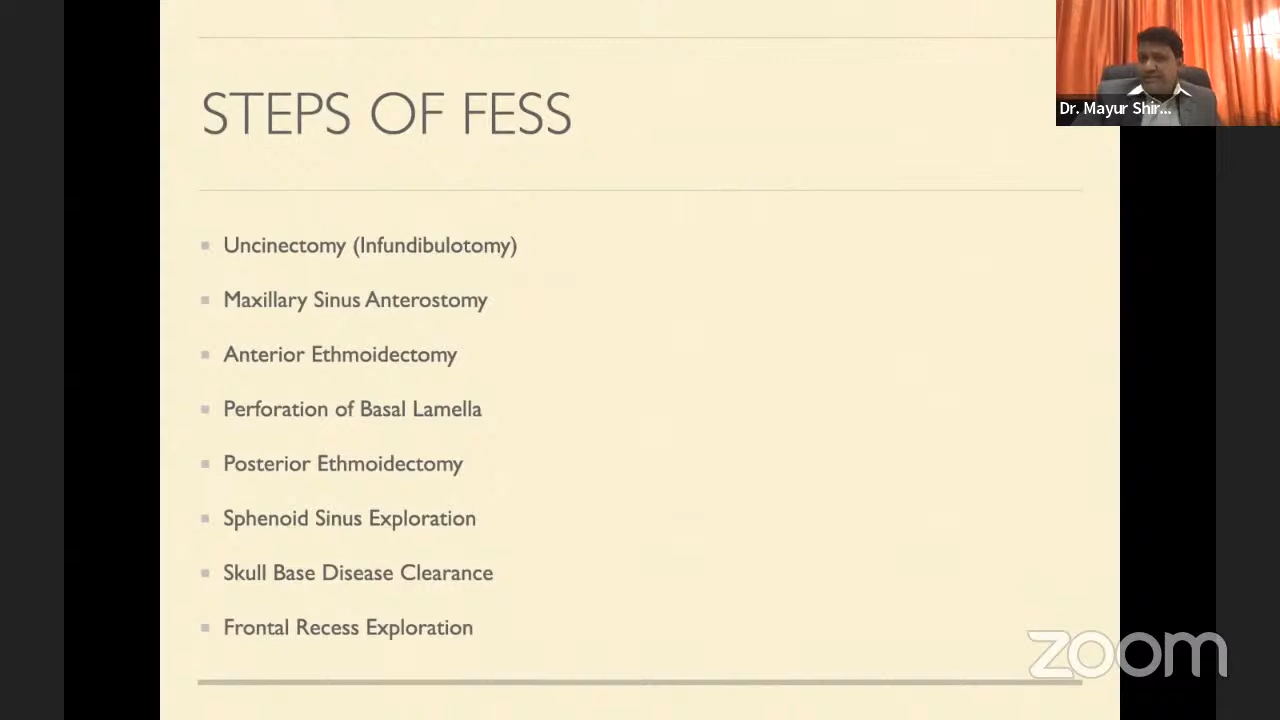 STEPS OF FESS
Dr. Mayur Shir...
Uncinectomy (Infundibulotomy)
Maxillary Sinus Anterostomy
Anterior Ethmoidectomy
Perforation of Basal Lamella
Posterior Ethmoidectomy
Sphenoid Sinus Exploration
Skull Base Disease Clearance
Frontal Recess Exploration
zoom